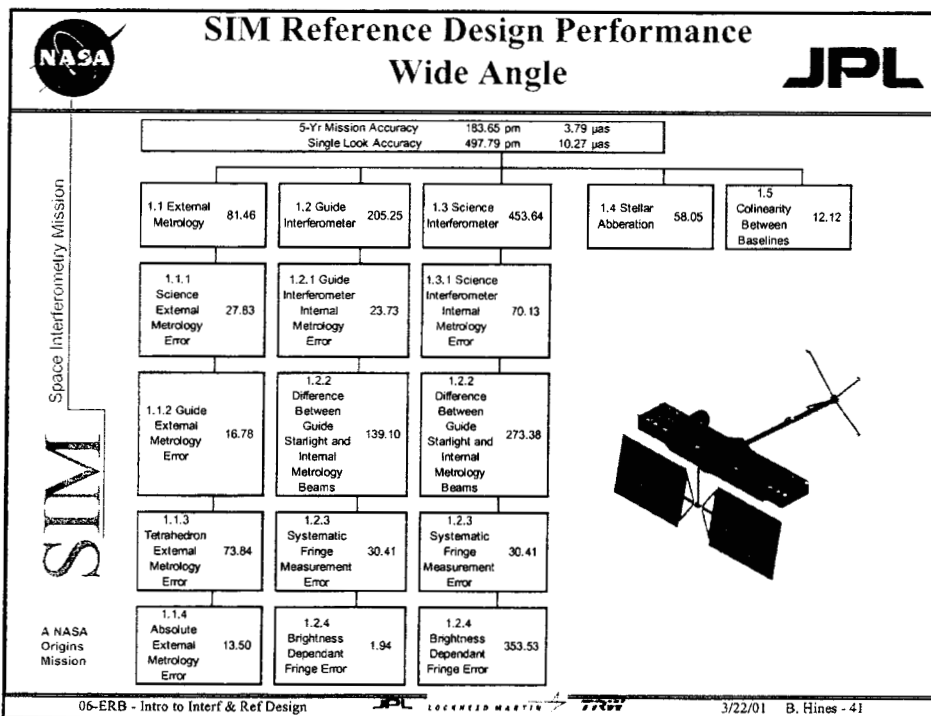 SIM Reference Design Performance
Wide Angle
NASA
JPL
Space Interferometry Mission
SIM
A NASA
Origins
Mission
5-Yr Mission Accuracy 183.65 pm 3.79 µas
Single Look Accuracy 497.79 pm 10.27 µas
1.1 External
Metrology
81.46
1.2 Guide
Interferometer
205.25
1.3 Science
Interferometer
453.64
1.4 Stellar
Abberation
58.05
1.5
Colinearity
Between
Baselines
12.12
1.1.1
Science
External
Metrology
Error
27.83
1.2.1 Guide
Interferometer
Internal
Metrology
Error
23.73
1.3.1 Science
Interferometer
Internal
Metrology
Error
70.13
1.1.2 Guide
External
Metrology
Error
16.78
1.2.2
Difference
Between
Guide
Starlight and
Internal
Metrology
Beams
139.10
1.2.2
Difference
Between
Guide
Starlight and
Internal
Metrology
Beams
273.38
1.1.3
Tetrahedron
External
Metrology
Error
73.84
1.2.3
Systematic
Fringe
Measurement
Error
30.41
1.2.3
Systematic
Fringe
Measurement
Error
30.41
1.1.4
Absolute
External
Metrology
Error
13.50
1.2.4
Brightness
Dependant
Fringe Error
1.94
1.2.4
Brightness
Dependant
Fringe Error
353.53
06-ERB - Intro to Interf & Ref Design
JPL
LOCKHEED MARTIN
TRW
3/22/01 B. Hines - 41